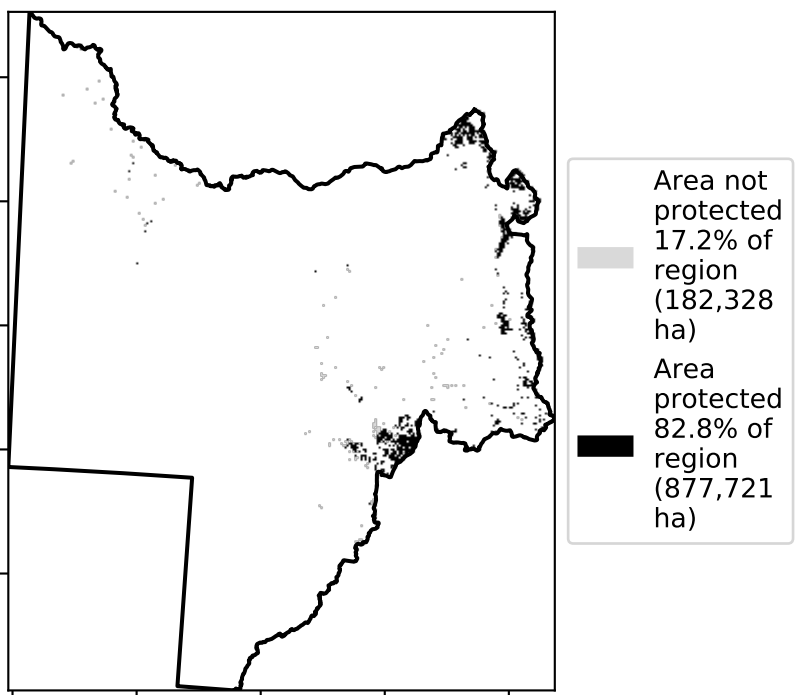 Area not
protected
17.2% of
region
(182,328
ha)
Area
protected
82.8% of
region
(877,721
ha)